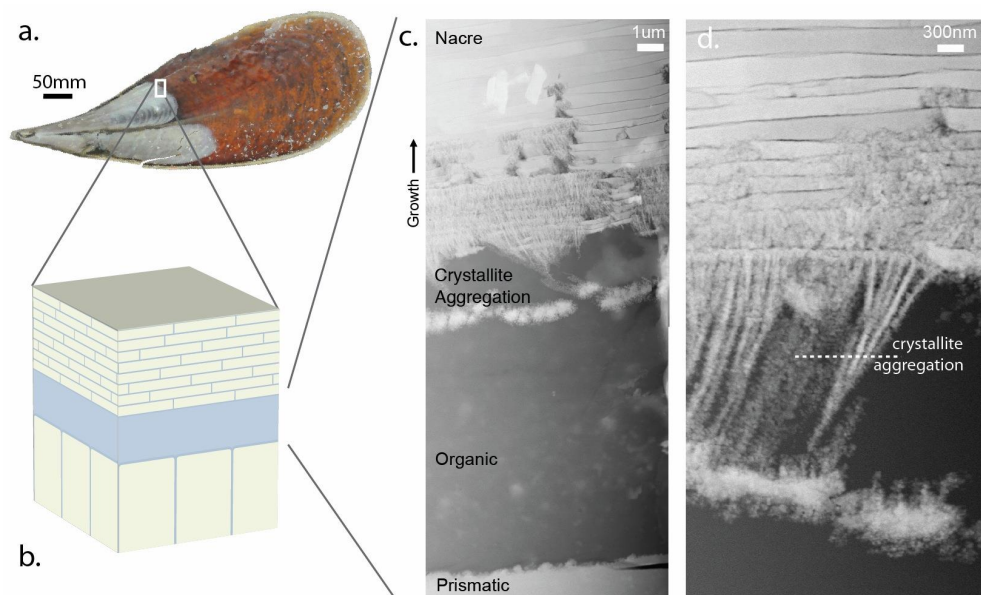 a.
50mm
b.
c.
Nacre
1um
Growth
Crystallite
Aggregation
Organic
Prismatic
d.
300nm
crystallite
aggregation